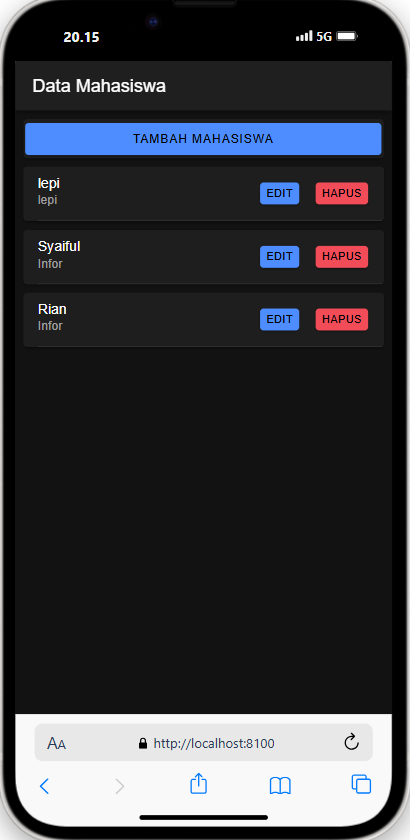 20.15
5G
Data Mahasiswa
TAMBAH MAHASISWA
lepi
lepi
EDIT
HAPUS
Syaiful
Infor
EDIT
HAPUS
Rian
Infor
EDIT
HAPUS
AA
http://localhost:8100